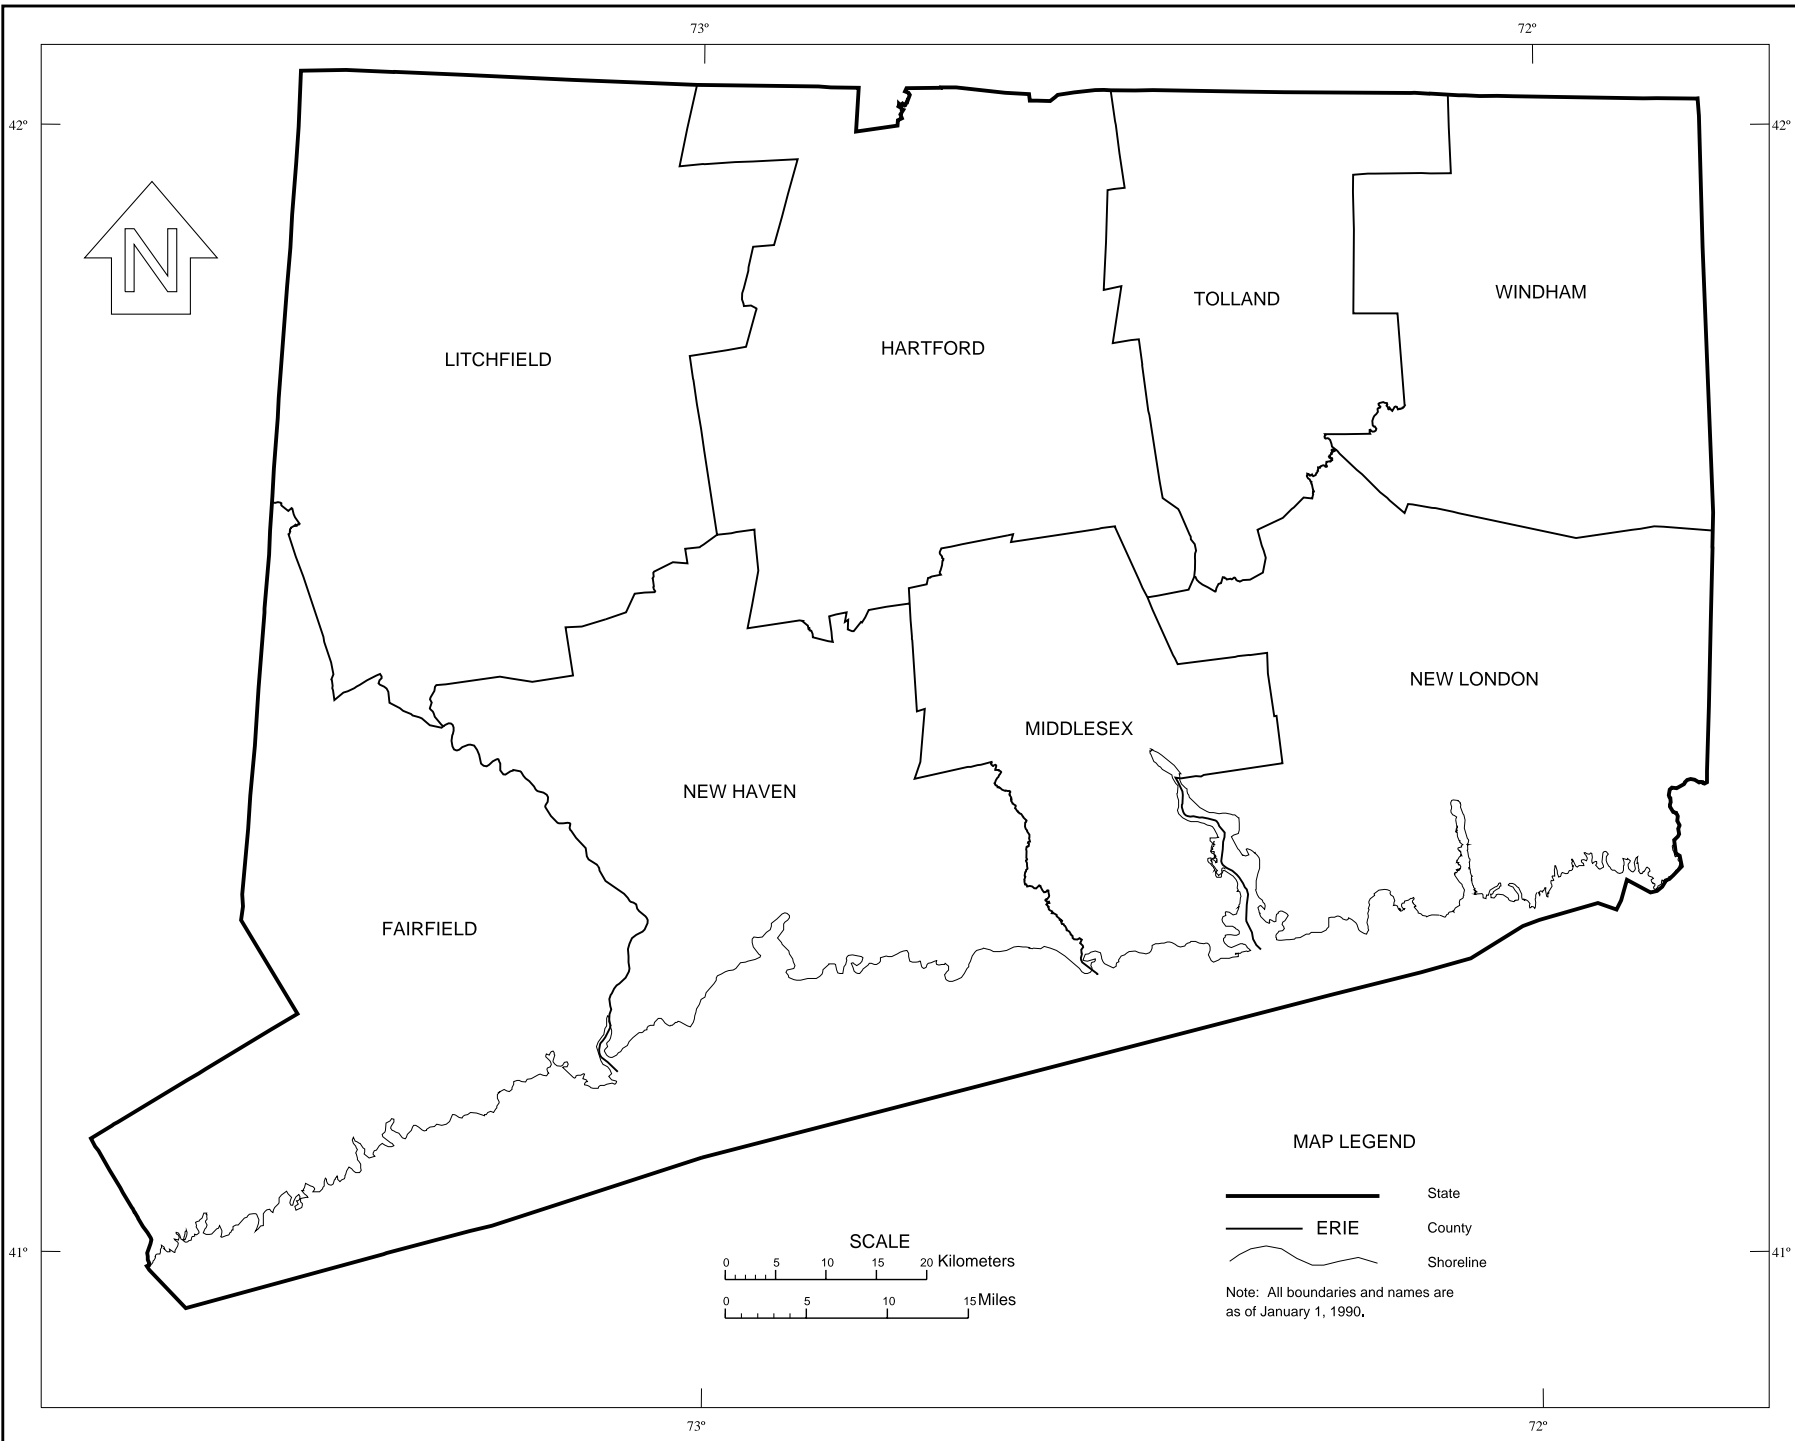 73º 72º
42º 42º
N
WINDHAM
TOLLAND
HARTFORD
LITCHFIELD
NEW LONDON
MIDDLESEX
NEW HAVEN
FAIRFIELD
MAP LEGEND
State
ERIE County
Shoreline
Note: All boundaries and names are
as of January 1, 1990.
SCALE
0 5 10 15 20 Kilometers
0 5 10 15 Miles
41º 41º
73º 72º